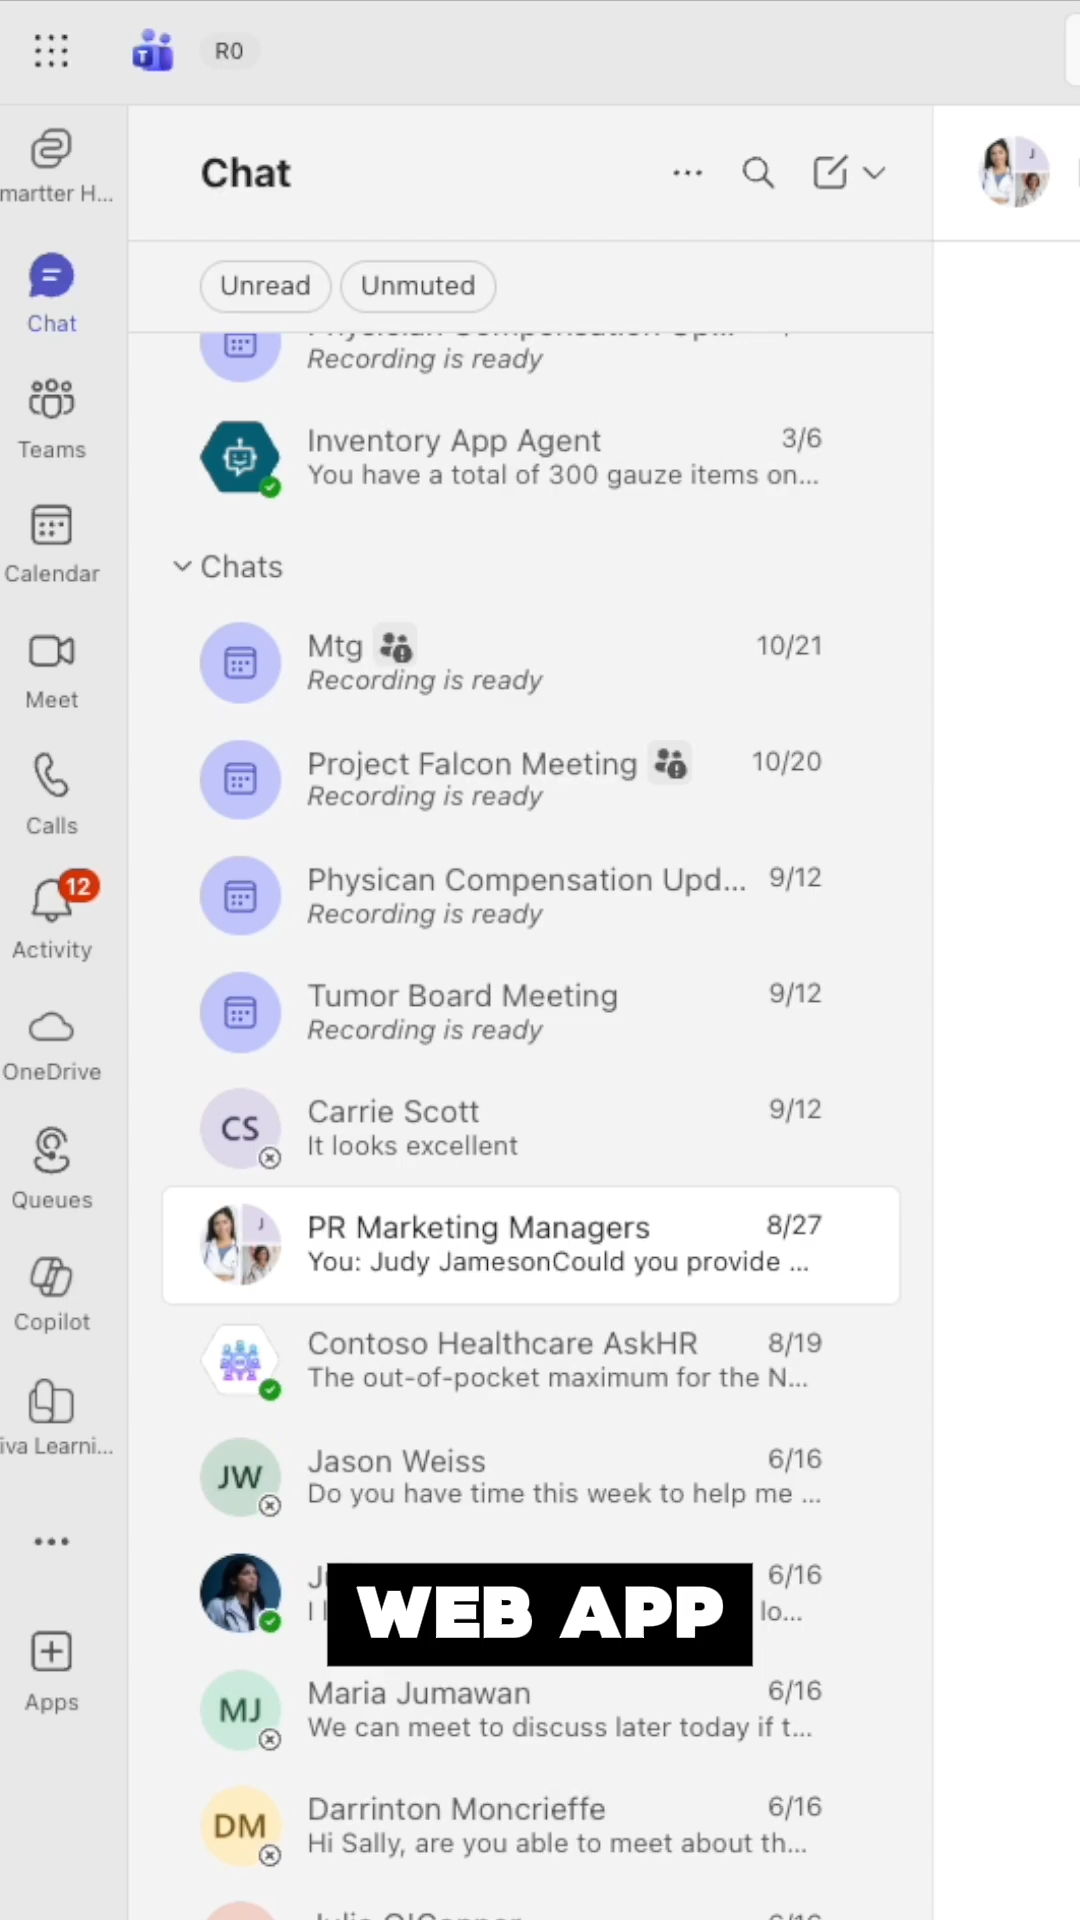 R0
martter H...
Chat
Teams
Calendar
Meet
Calls
12
Activity
OneDrive
Queues
Copilot
iva Learni...
Apps
Chat
Unread
Unmuted
Recording is ready
Inventory App Agent 3/6
You have a total of 300 gauze items on...
Chats
Mtg 10/21
Recording is ready
Project Falcon Meeting 10/20
Recording is ready
Physican Compensation Upd... 9/12
Recording is ready
Tumor Board Meeting 9/12
Recording is ready
CS
Carrie Scott 9/12
It looks excellent
J
PR Marketing Managers 8/27
You: Judy JamesonCould you provide ...
Contoso Healthcare AskHR 8/19
The out-of-pocket maximum for the N...
JW
Jason Weiss 6/16
Do you have time this week to help me ...
6/16
lo...
WEB APP
MJ
Maria Jumawan 6/16
We can meet to discuss later today if t...
DM
Darrinton Moncrieffe 6/16
Hi Sally, are you able to meet about th...
J